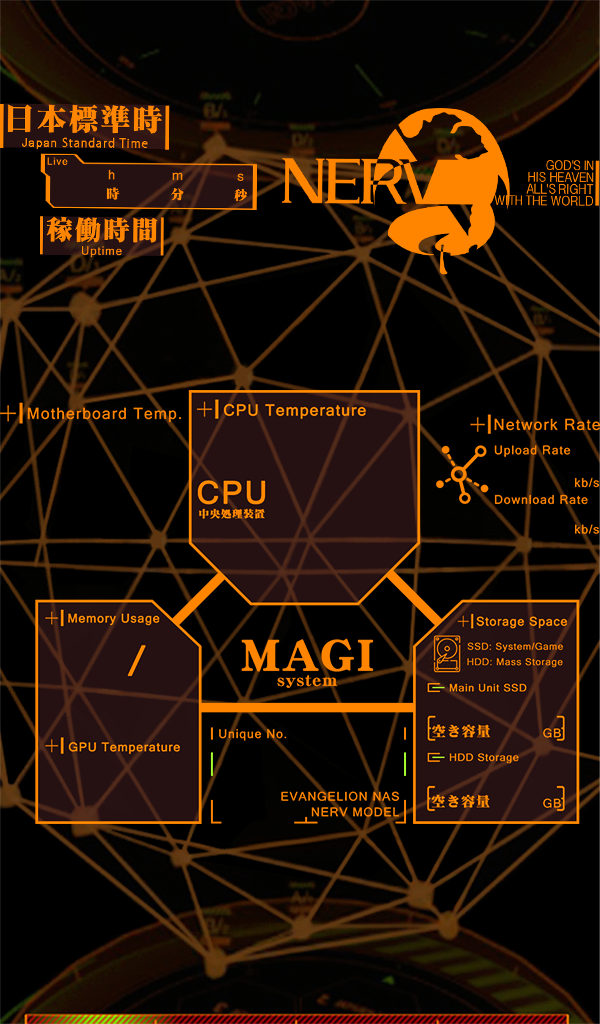 日本標準時
Japan Standard Time
Live
h m s
時 分 秒
稼働時間
Uptime
NERV
GOD'S IN
HIS HEAVEN
ALL'S RIGHT
WITH THE WORLD
Motherboard Temp.
CPU Temperature
CPU
中央処理装置
Network Rate
Upload Rate
kb/s
Download Rate
kb/s
Memory Usage
/
GPU Temperature
MAGI
system
Unique No.
EVANGELION NAS
NERV MODEL
Storage Space
SSD: System/Game
HDD: Mass Storage
Main Unit SSD
空き容量 GB
HDD Storage
空き容量 GB